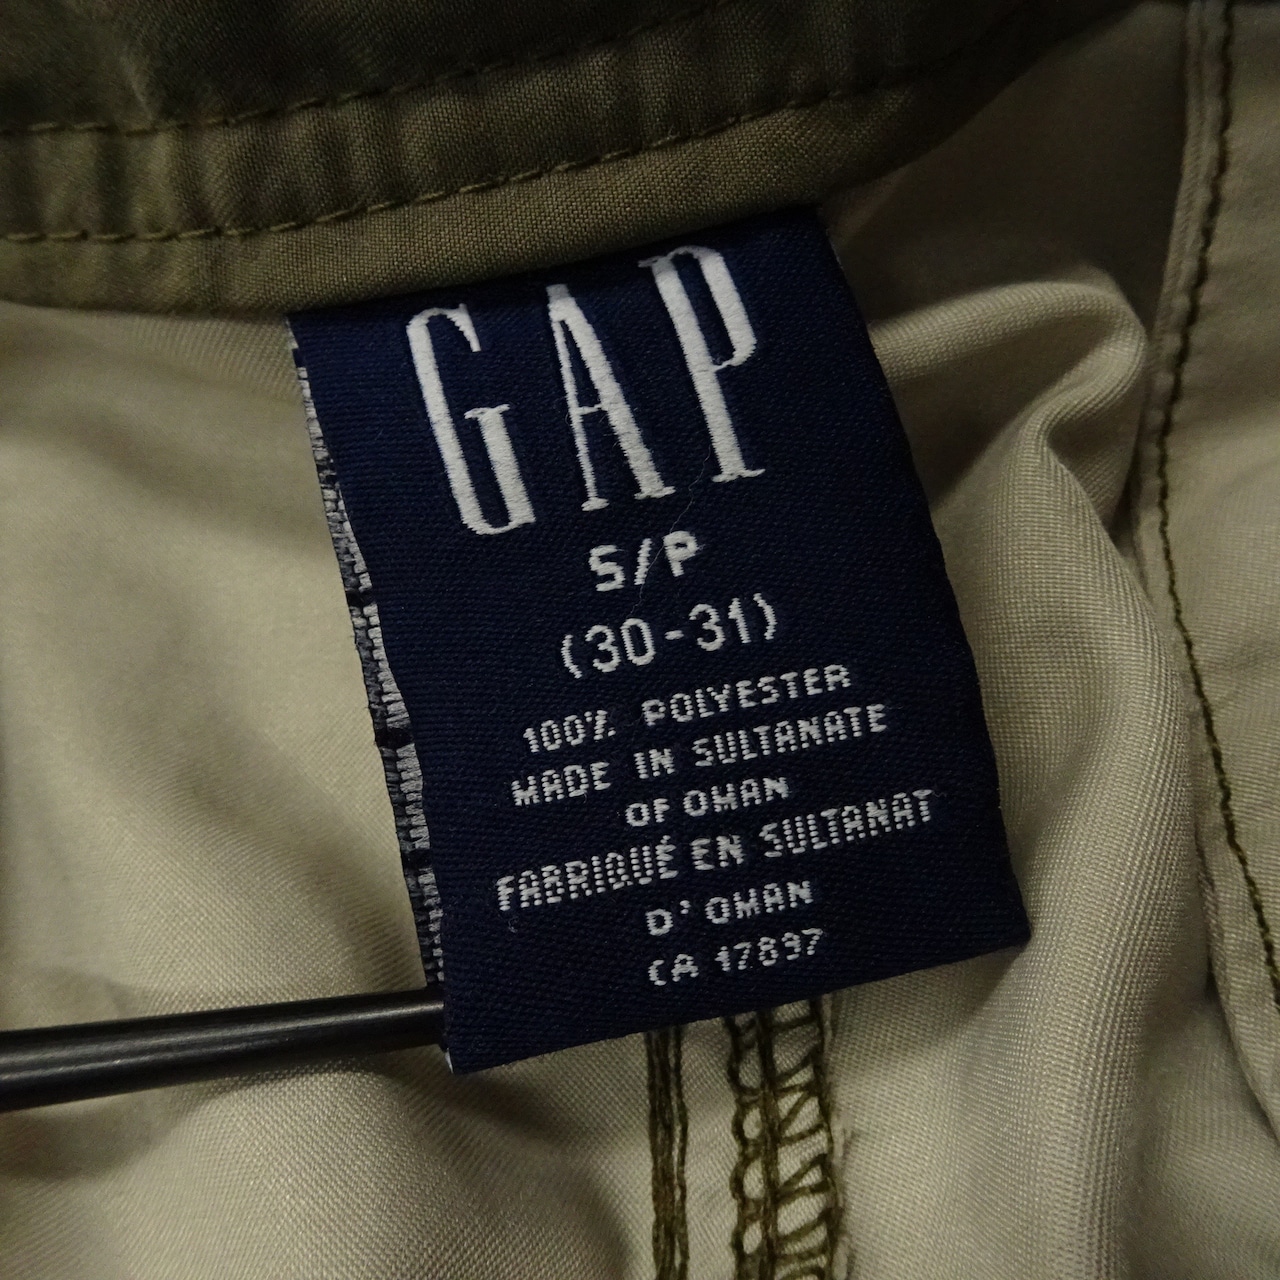 GAP
S/P
(30-31)
100% POLYESTER
MADE IN SULTANATE
OF OMAN
FABRIQUÉ EN SULTANAT
D'OMAN
CA 17897